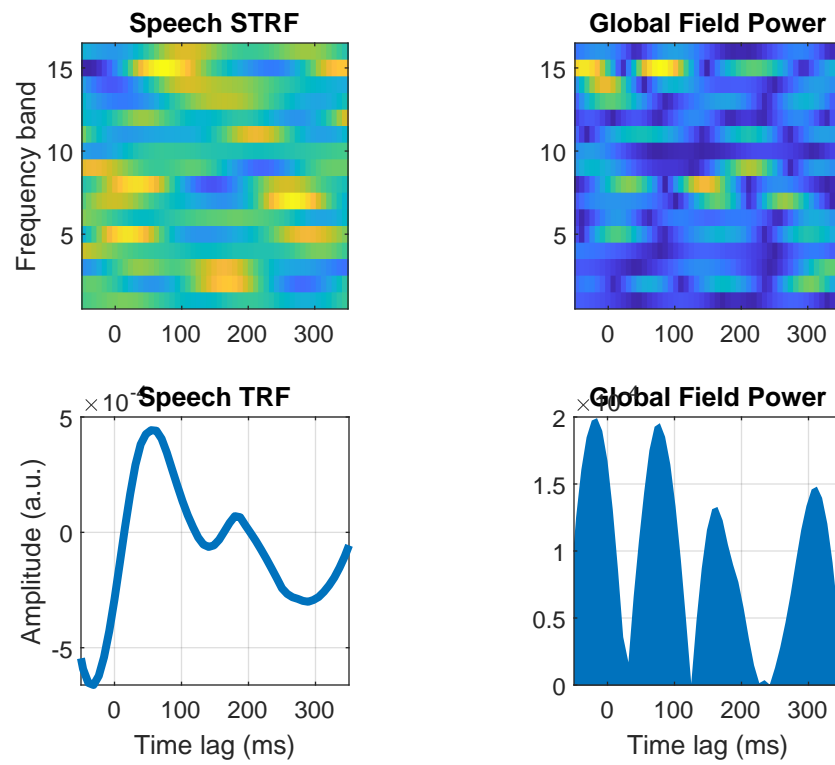 Speech STRF
Frequency band
15
10
5
0 100 200 300
Global Field Power
15
10
5
0 100 200 300
Speech TRF
×10-4
Amplitude (a.u.)
5
0
-5
0 100 200 300
Time lag (ms)
Global Field Power
2
1.5
1
0.5
0
0 100 200 300
Time lag (ms)